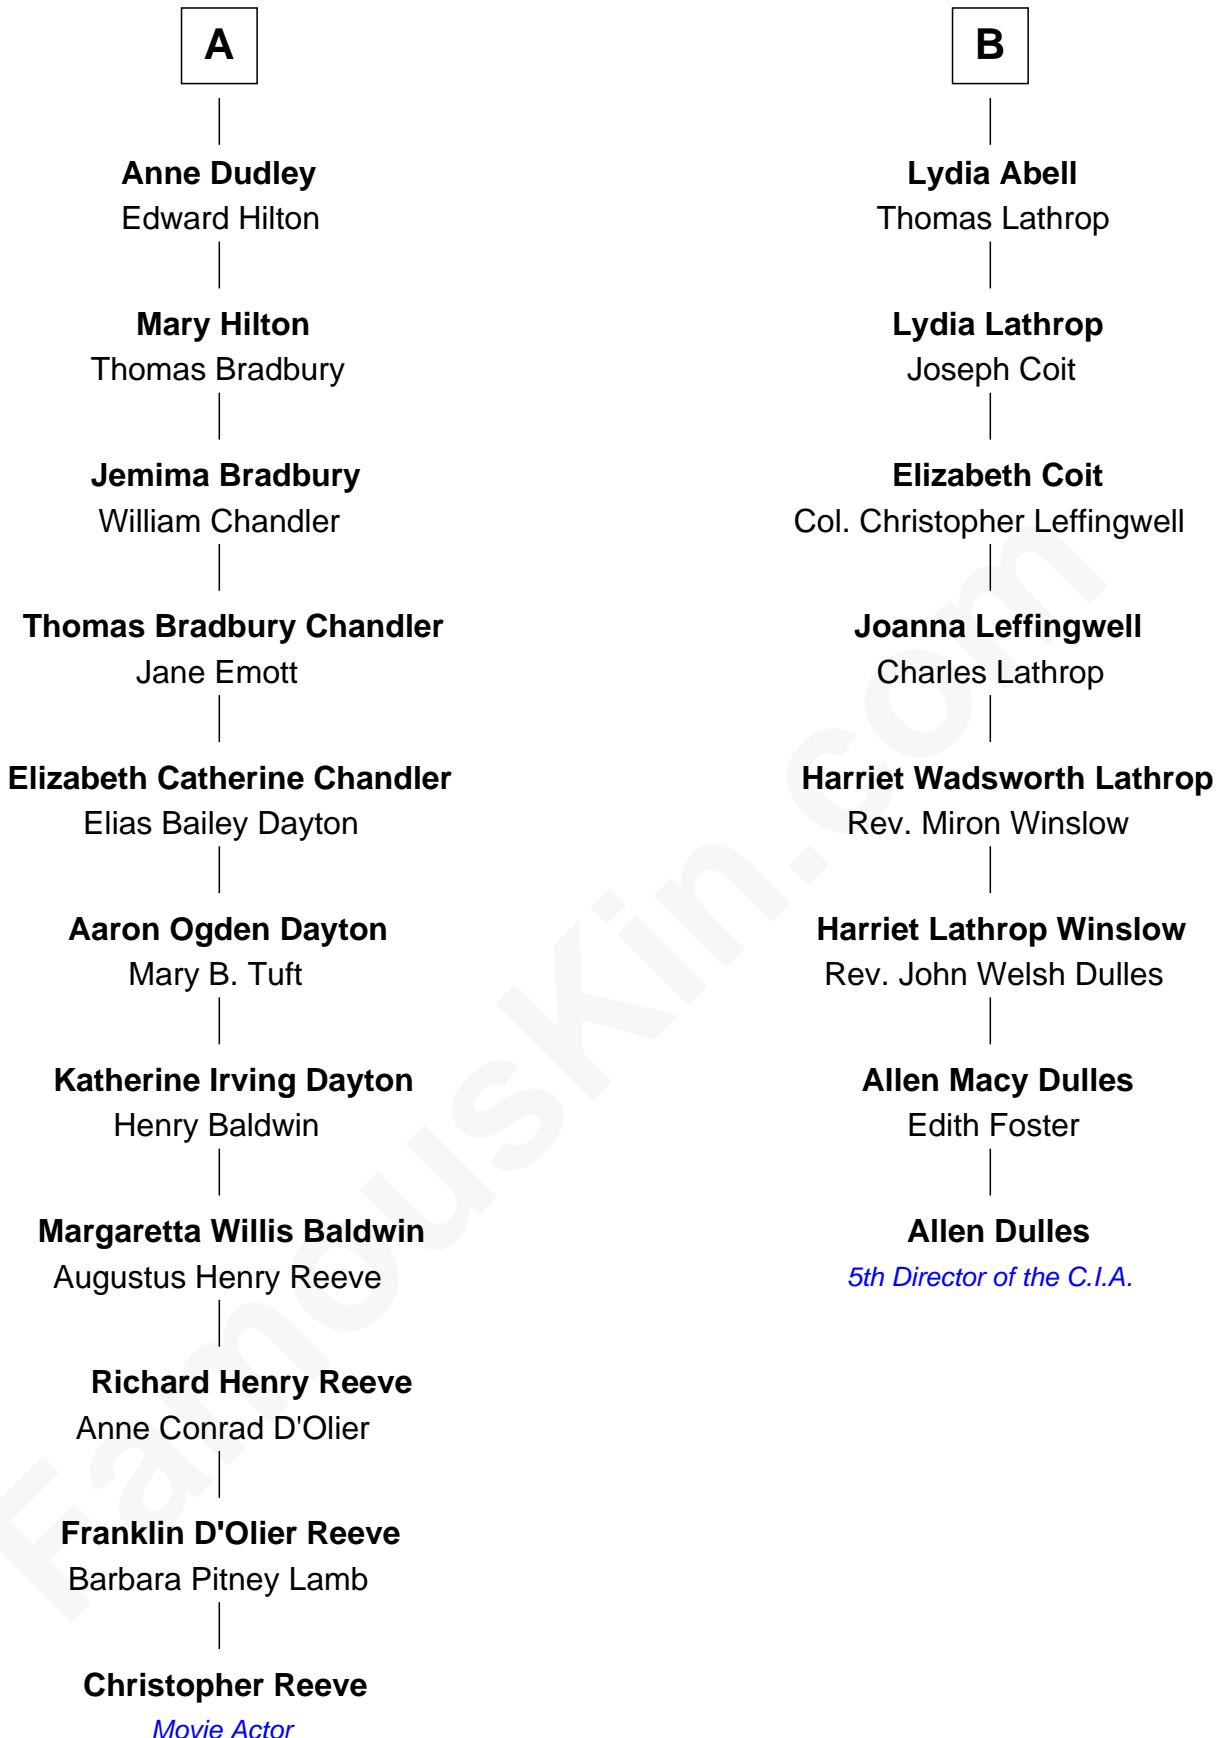 A
Anne Dudley
Edward Hilton
Mary Hilton
Thomas Bradbury
Jemima Bradbury
William Chandler
Thomas Bradbury Chandler
Jane Emott
Elizabeth Catherine Chandler
Elias Bailey Dayton
Aaron Ogden Dayton
Mary B. Tuft
Katherine Irving Dayton
Henry Baldwin
Margaretta Willis Baldwin
Augustus Henry Reeve
Richard Henry Reeve
Anne Conrad D'Olier
Franklin D'Olier Reeve
Barbara Pitney Lamb
Christopher Reeve
Movie Actor
B
Lydia Abell
Thomas Lathrop
Lydia Lathrop
Joseph Coit
Elizabeth Coit
Col. Christopher Leffingwell
Joanna Leffingwell
Charles Lathrop
Harriet Wadsworth Lathrop
Rev. Miron Winslow
Harriet Lathrop Winslow
Rev. John Welsh Dulles
Allen Macy Dulles
Edith Foster
Allen Dulles
5th Director of the C.I.A.
FamousKin.com